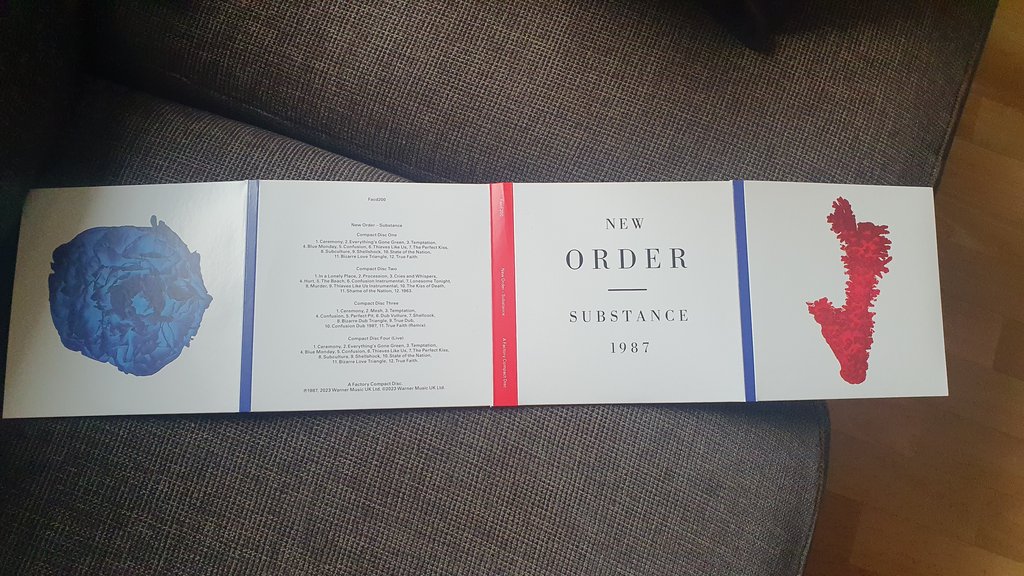 Facd200
New Order - Substance
Compact Disc One
1. Ceremony, 2. Everything's Gone Green, 3. Temptation,
4. Blue Monday, 5. Confusion, 6. Thieves Like Us, 7. The Perfect Kiss,
8. Subculture, 9. Shellshock, 10. State of the Nation,
11. Bizarre Love Triangle, 12. True Faith.
Compact Disc Two
1. In a Lonely Place, 2. Procession, 3. Cries and Whispers,
4. Hurt, 5. The Beach, 6. Confusion Instrumental, 7. Lonesome Tonight,
8. Murder, 9. Thieves Like Us Instrumental, 10. The Kiss of Death,
11. Shame of the Nation, 12. 1963.
Compact Disc Three
1. Ceremony, 2. Mesh, 3. Temptation,
4. Confusion, 5. Perfect Pit, 6. Dub Vulture, 7. Shellcock,
8. Bizarre Dub Triangle, 9. True Dub,
10. Confusion Dub 1987, 11. True Faith (Remix)
Compact Disc Four (Live)
1. Ceremony, 2. Everything's Gone Green, 3. Temptation,
4. Blue Monday, 5. Confusion, 6. Thieves Like Us, 7. The Perfect Kiss,
8. Subculture, 9. Shellshock, 10. State of the Nation,
11. Bizarre Love Triangle, 12. True Faith.
A Factory Compact Disc.
℗1987, 2023 Warner Music UK Ltd. ©2023 Warner Music UK Ltd.
Facd200
New Order - Substance
A Factory Compact Disc
NEW
ORDER
SUBSTANCE
1987